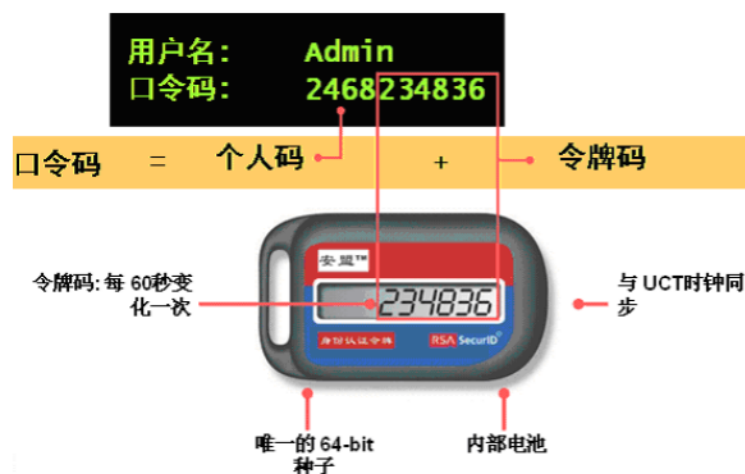 用户名: Admin
口令码: 2468234836
口令码 = 个人码 + 令牌码
安盟™
令牌码: 每 60秒变
化一次
234836
与 UCT时钟同
步
身份认证令牌 RSA SecurID®
唯一的 64-bit
种子
内部电池